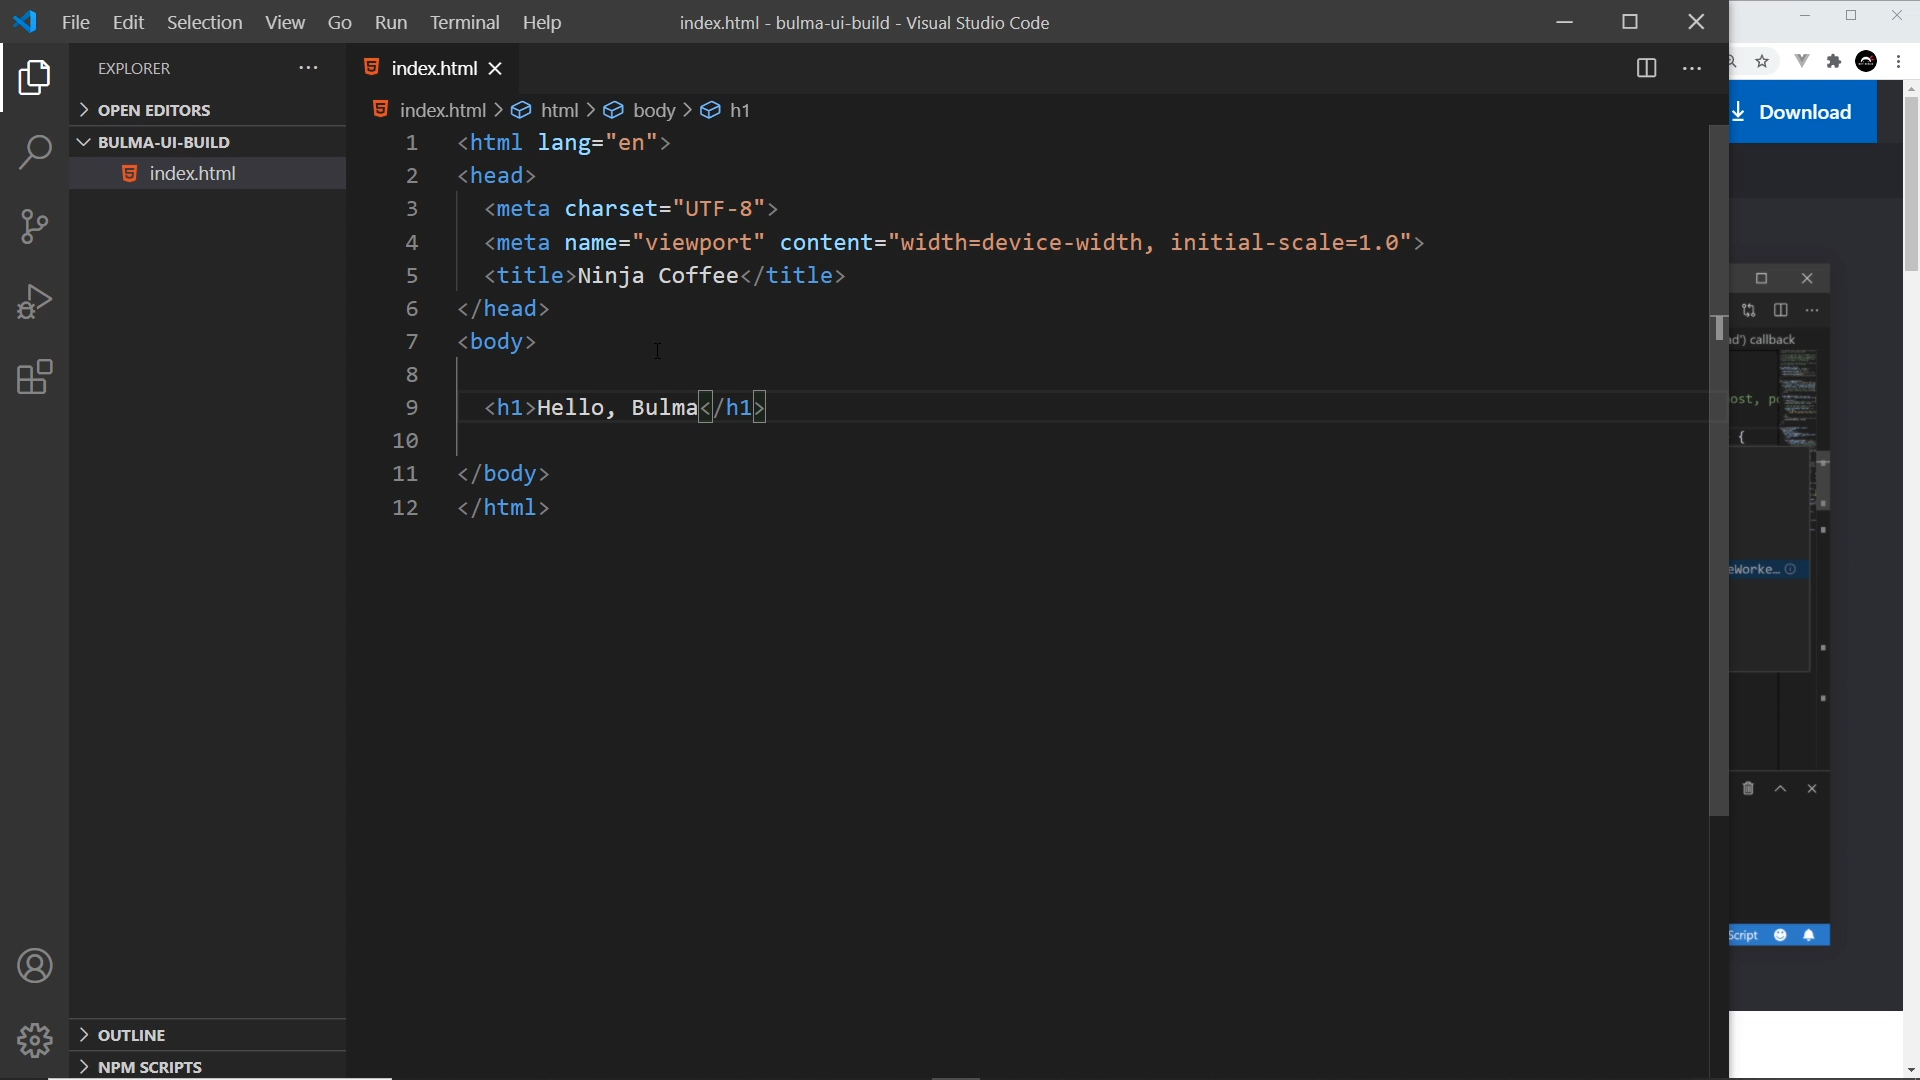 File Edit Selection View Go Run Terminal Help
index.html - bulma-ui-build - Visual Studio Code
EXPLORER
OPEN EDITORS
BULMA-UI-BUILD
index.html
OUTLINE
NPM SCRIPTS
index.html
index.html > html > body > h1
1 <html lang="en">
2 <head>
3 <meta charset="UTF-8">
4 <meta name="viewport" content="width=device-width, initial-scale=1.0">
5 <title>Ninja Coffee</title>
6 </head>
7 <body>
8
9 <h1>Hello, Bulma</h1>
10
11 </body>
12 </html>
Download
callback
{